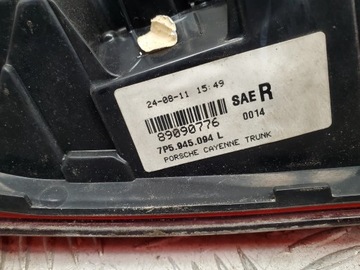 24-08-11 15:49
SAE R
0014
89090776
7P5.945.094 L
PORSCHE CAYENNE TRUNK